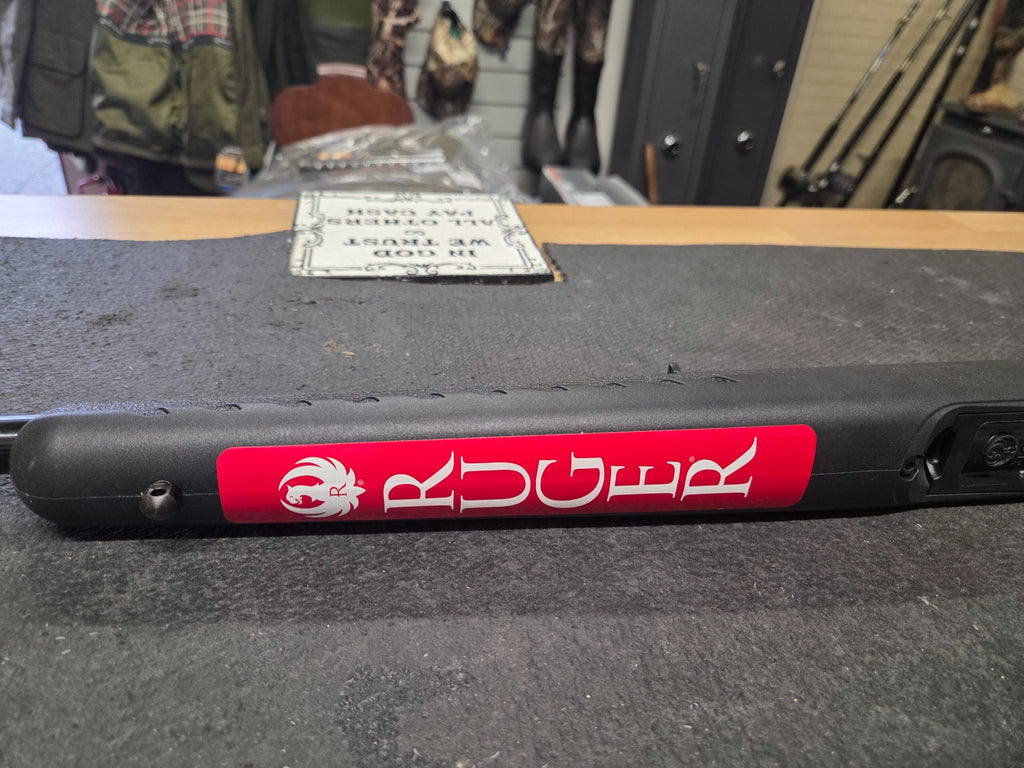 IN GOD
WE TRUST
ALL OTHERS
PAY CASH
R
®
RUGER
®